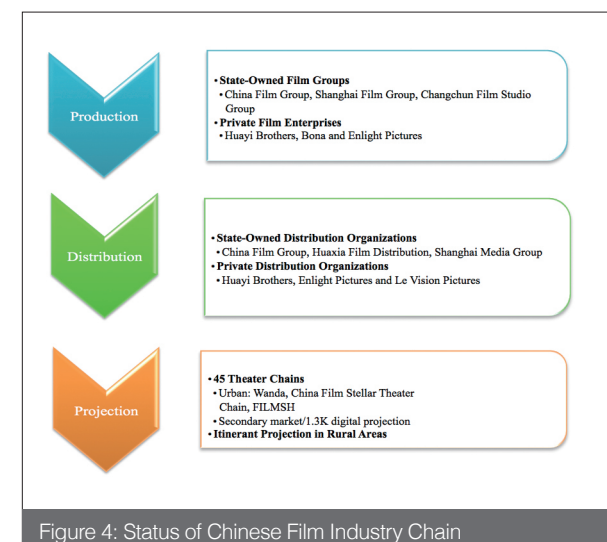 Production
• State-Owned Film Groups
• China Film Group, Shanghai Film Group, Changchun Film Studio
Group
• Private Film Enterprises
• Huayi Brothers, Bona and Enlight Pictures
Distribution
• State-Owned Distribution Organizations
• China Film Group, Huaxia Film Distribution, Shanghai Media Group
• Private Distribution Organizations
• Huayi Brothers, Enlight Pictures and Le Vision Pictures
Projection
• 45 Theater Chains
• Urban: Wanda, China Film Stellar Theater
Chain, FILMSH
• Secondary market/1.3K digital projection
• Itinerant Projection in Rural Areas
Figure 4: Status of Chinese Film Industry Chain